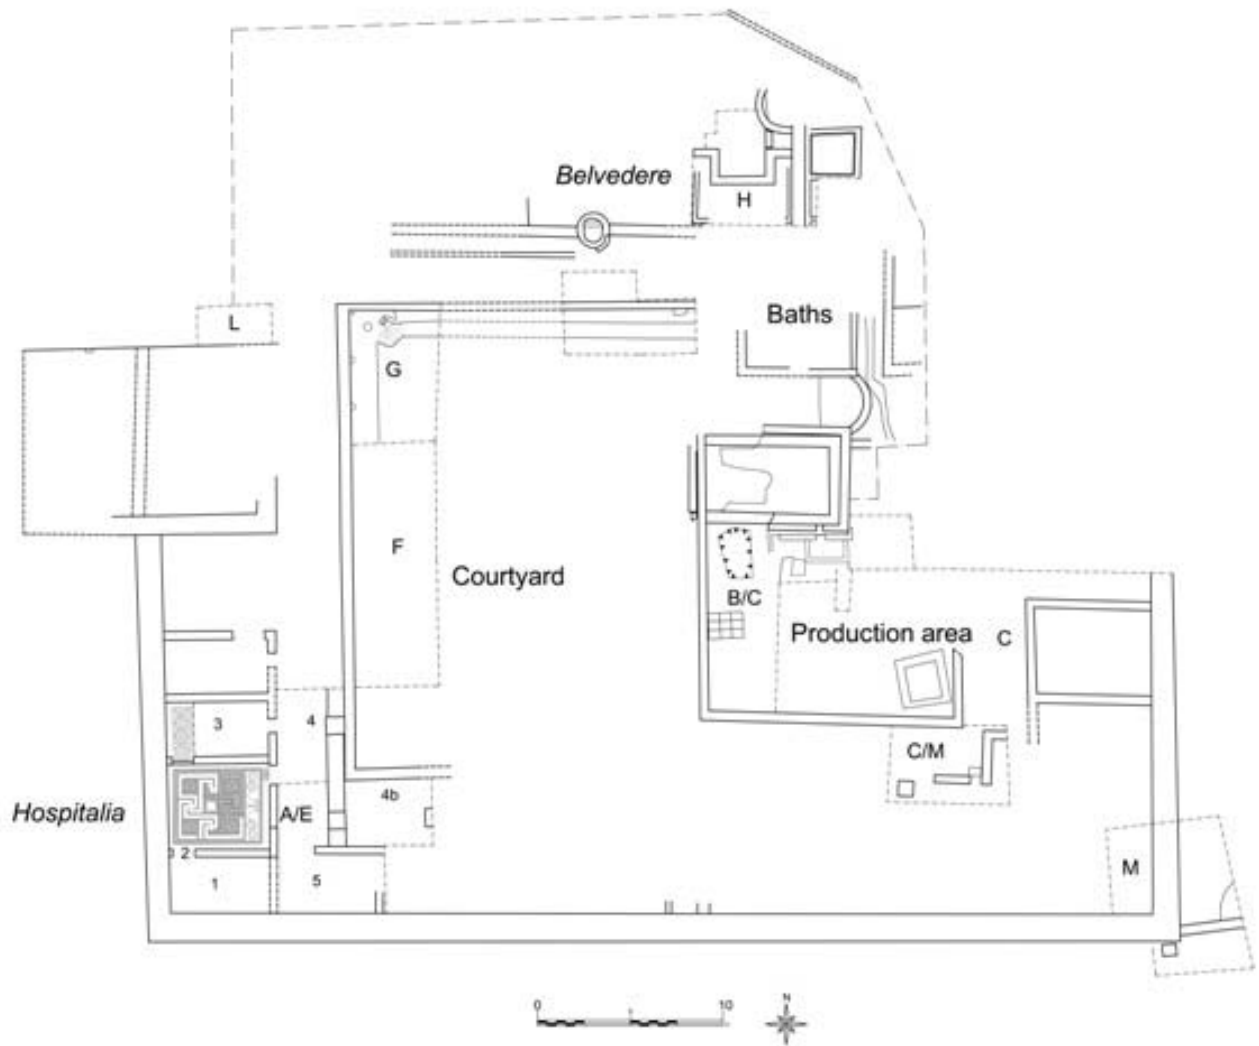 Belvedere
H
L
Baths
G
F
Courtyard
B/C
Production area
C
3
4
C/M
4b
Hospitalia
A/E
2
M
1
5
N
0
10